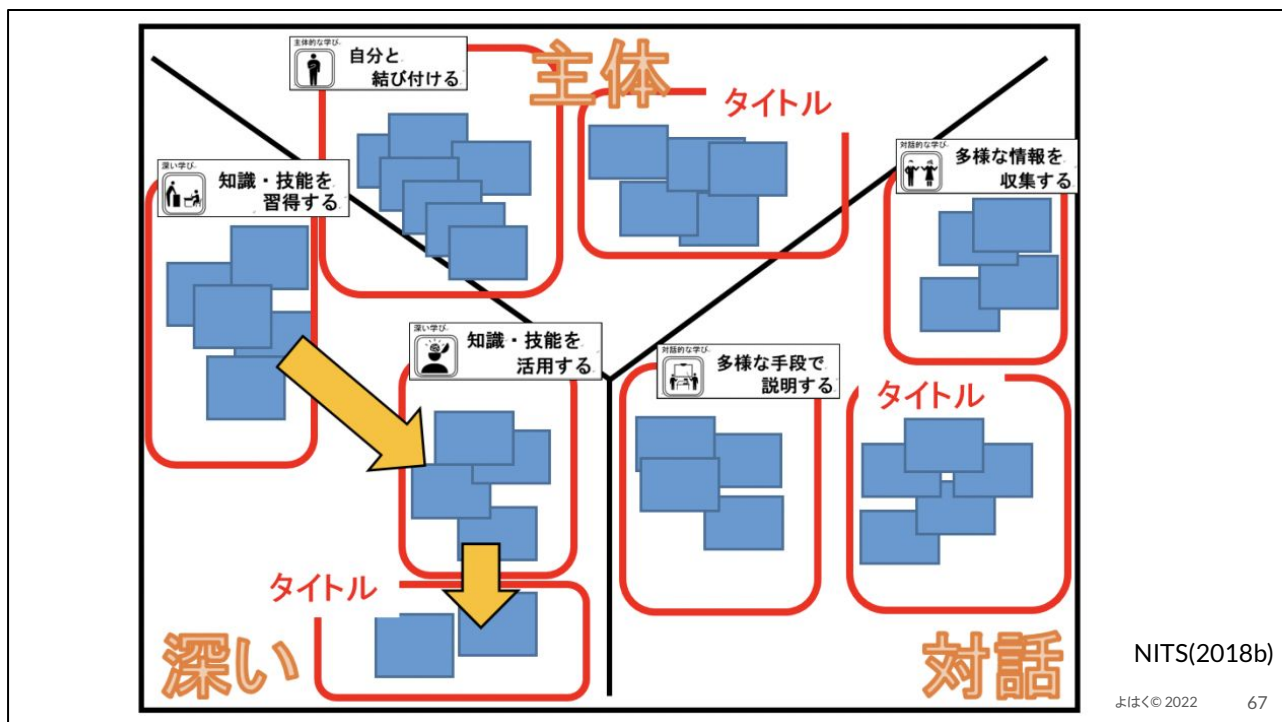 主体的な学び
自分と
結び付ける
主体
タイトル
深い学び
知識・技能を
習得する
対話的な学び
多様な情報を
収集する
深い学び
知識・技能を
活用する
対話的な学び
多様な手段で
説明する
タイトル
タイトル
深い
対話
NITS(2018b)
よはく© 2022
67